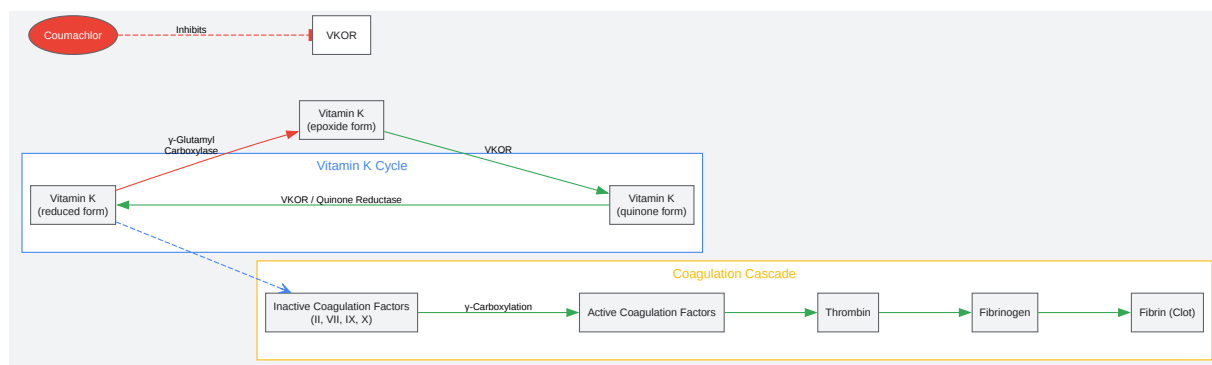 Coumachlor
Inhibits
VKOR
Vitamin K
(epoxide form)
γ-Glutamyl
Carboxylase
VKOR
Vitamin K Cycle
Vitamin K
(reduced form)
VKOR / Quinone Reductase
Vitamin K
(quinone form)
Coagulation Cascade
Inactive Coagulation Factors
(II, VII, IX, X)
γ-Carboxylation
Active Coagulation Factors
Thrombin
Fibrinogen
Fibrin (Clot)